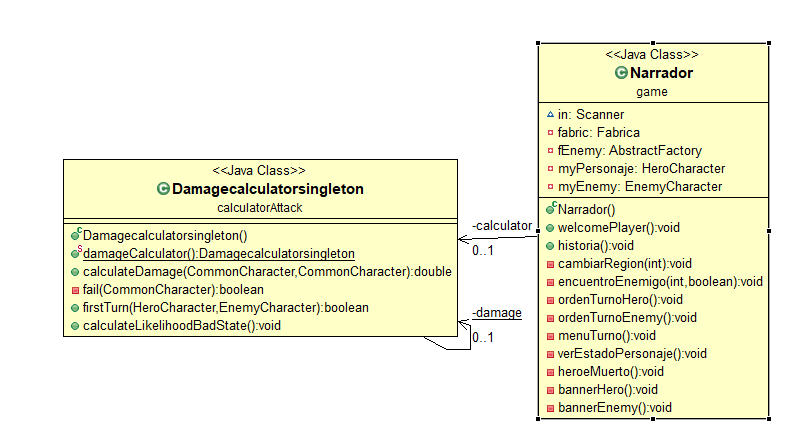 <<Java Class>>
Damagecalculatorsingleton
calculatorAttack
Damagecalculatorsingleton()
damageCalculator():Damagecalculatorsingleton
calculateDamage(CommonCharacter,CommonCharacter):double
fail(CommonCharacter):boolean
firstTurn(HeroCharacter,EnemyCharacter):boolean
calculateLikelihoodBadState():void
-calculator
0..1
-damage
0..1
<<Java Class>>
Narrador
game
in: Scanner
fabric: Fabrica
fEnemy: AbstractFactory
myPersonaje: HeroCharacter
myEnemy: EnemyCharacter
Narrador()
welcomePlayer():void
historia():void
cambiarRegion(int):void
encuentroEnemigo(int,boolean):void
ordenTurnoHero():void
ordenTurnoEnemy():void
menuTurno():void
verEstadoPersonaje():void
heroeMuerto():void
bannerHero():void
bannerEnemy():void